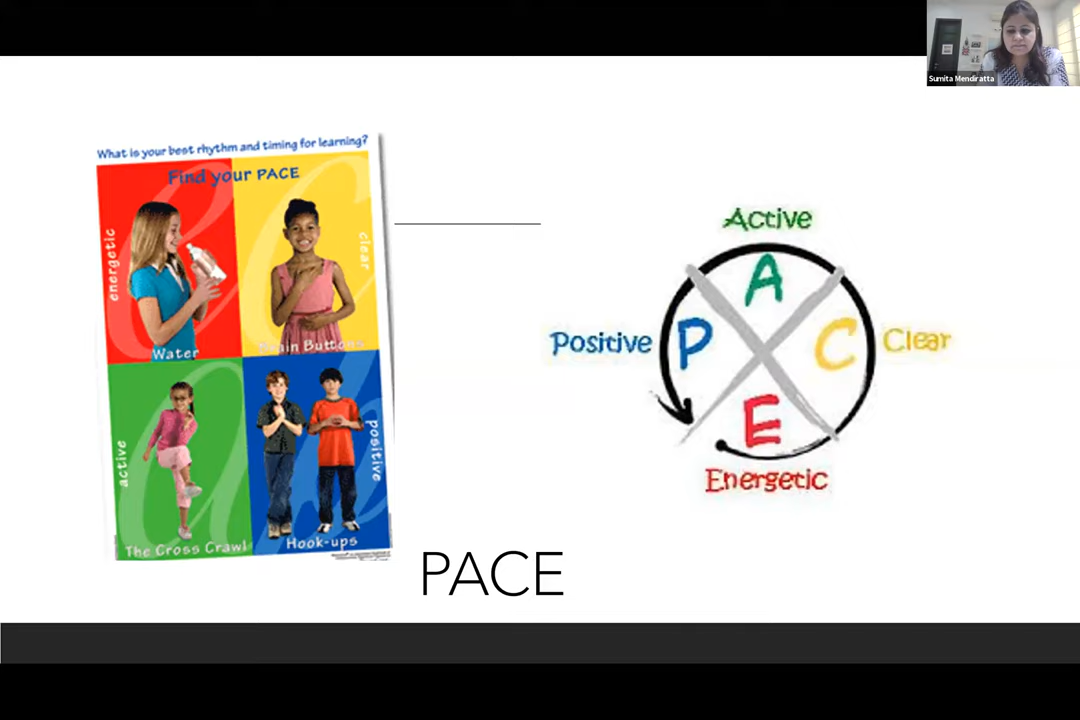 Sumita Mendiratta
What is your best rhythm and timing for learning?
Find your PACE
energetic
clear
Water
Brain Buttons
active
positive
The Cross Crawl
Hook-ups
Active
A
Positive
P
C
Clear
E
Energetic
PACE